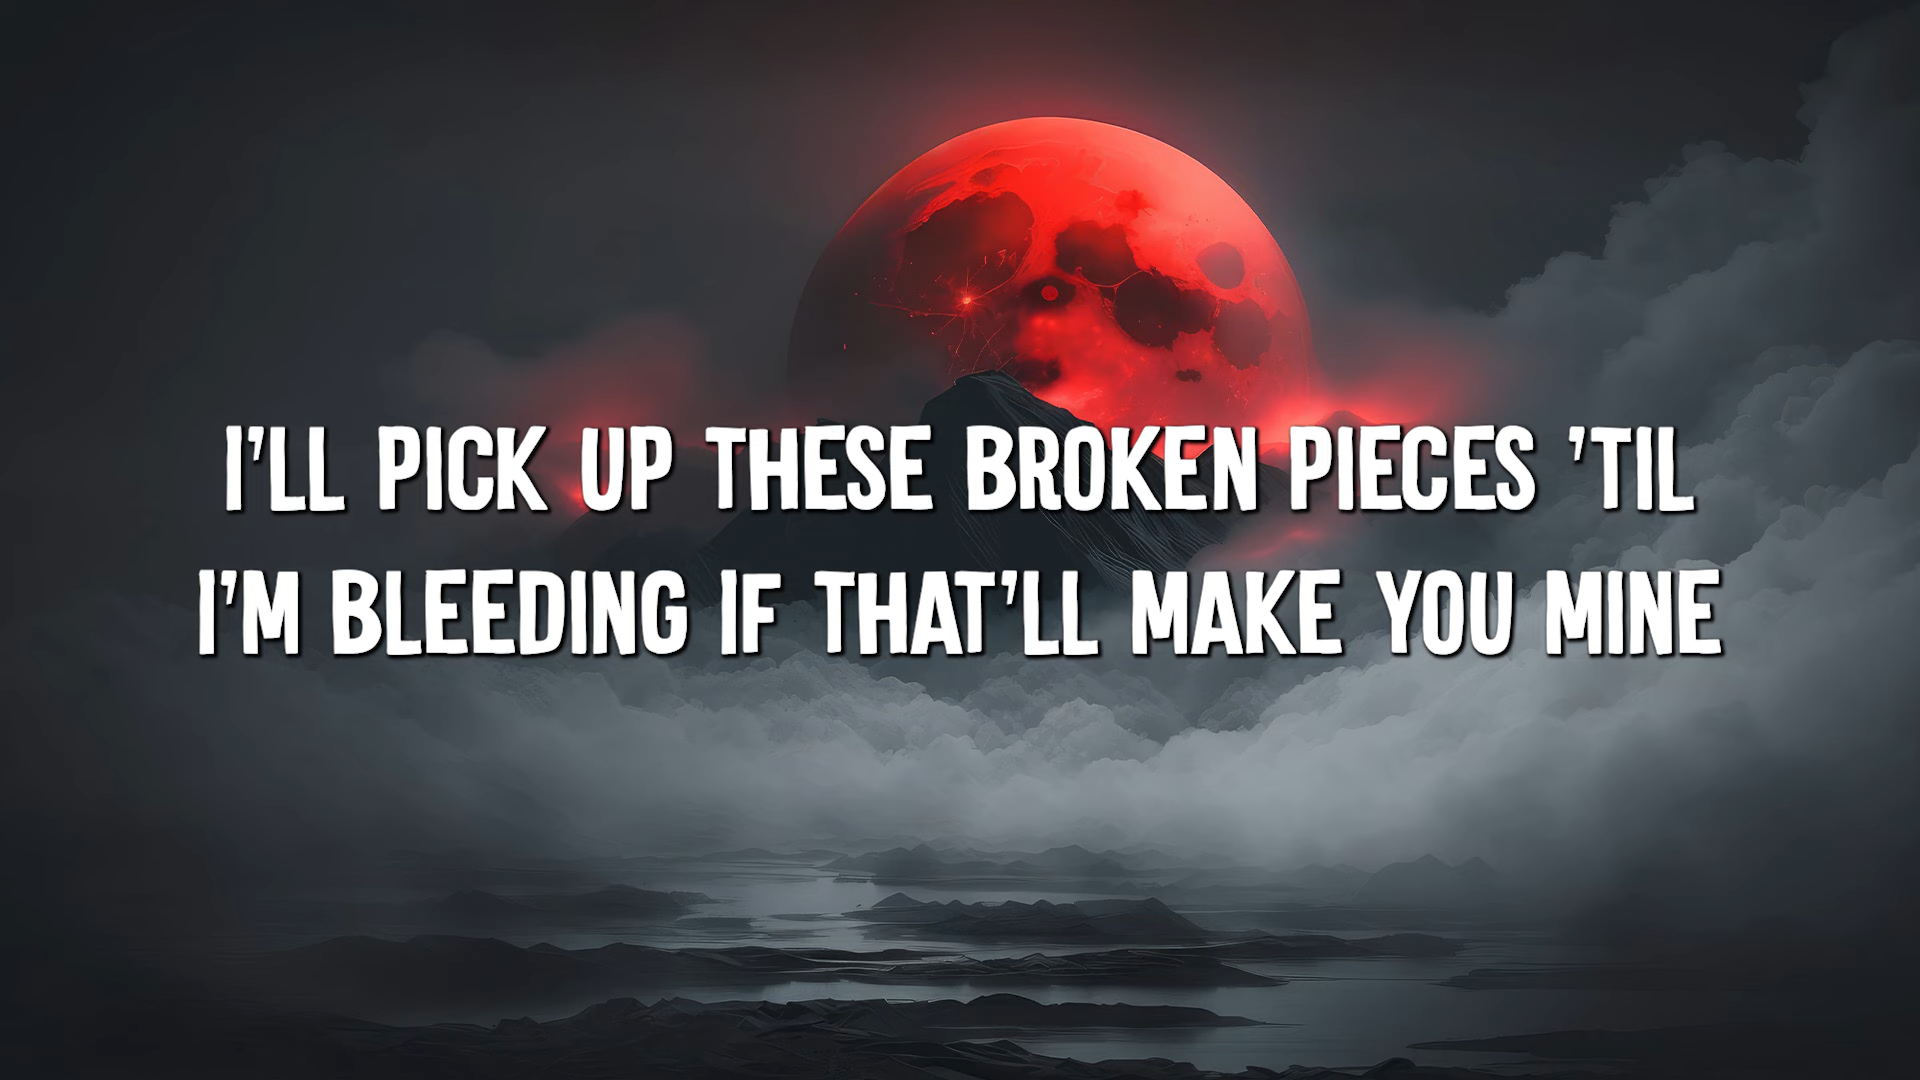 I'LL PICK UP THESE BROKEN PIECES 'TIL
I'M BLEEDING IF THAT'LL MAKE YOU MINE